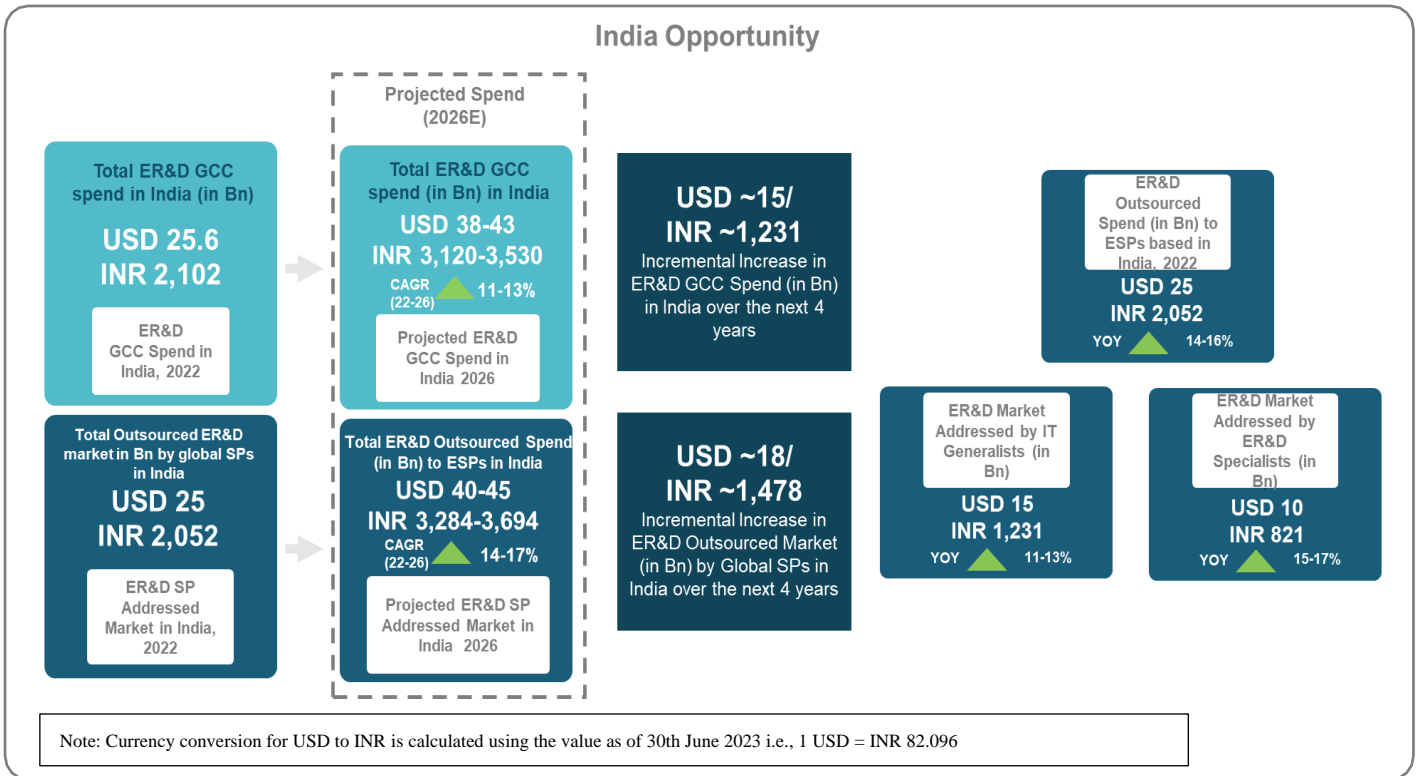 India Opportunity
Projected Spend
(2026E)
Total ER&D GCC
spend in India (in Bn)
USD 25.6
INR 2,102
ER&D
GCC Spend in
India, 2022
Total ER&D GCC
spend (in Bn) in India
USD 38-43
INR 3,120-3,530
CAGR
(22-26)
11-13%
Projected ER&D
GCC Spend in
India 2026
USD ~15/
INR ~1,231
Incremental Increase in
ER&D GCC Spend (in Bn)
in India over the next 4
years
Total Outsourced ER&D
market in Bn by global SPs
in India
USD 25
INR 2,052
ER&D SP
Addressed
Market in India,
2022
Total ER&D Outsourced Spend
(in Bn) to ESPs in India
USD 40-45
INR 3,284-3,694
CAGR
(22-26)
14-17%
Projected ER&D SP
Addressed Market in
India 2026
USD ~18/
INR ~1,478
Incremental Increase in
ER&D Outsourced Market
(in Bn) by Global SPs in
India over the next 4 years
ER&D
Outsourced
Spend (in Bn) to
ESPs based in
India, 2022
USD 25
INR 2,052
YOY 14-16%
ER&D Market
Addressed by IT
Generalists (in
Bn)
USD 15
INR 1,231
YOY 11-13%
ER&D Market
Addressed by
ER&D
Specialists (in
Bn)
USD 10
INR 821
YOY 15-17%
Note: Currency conversion for USD to INR is calculated using the value as of 30th June 2023 i.e., 1 USD = INR 82.096